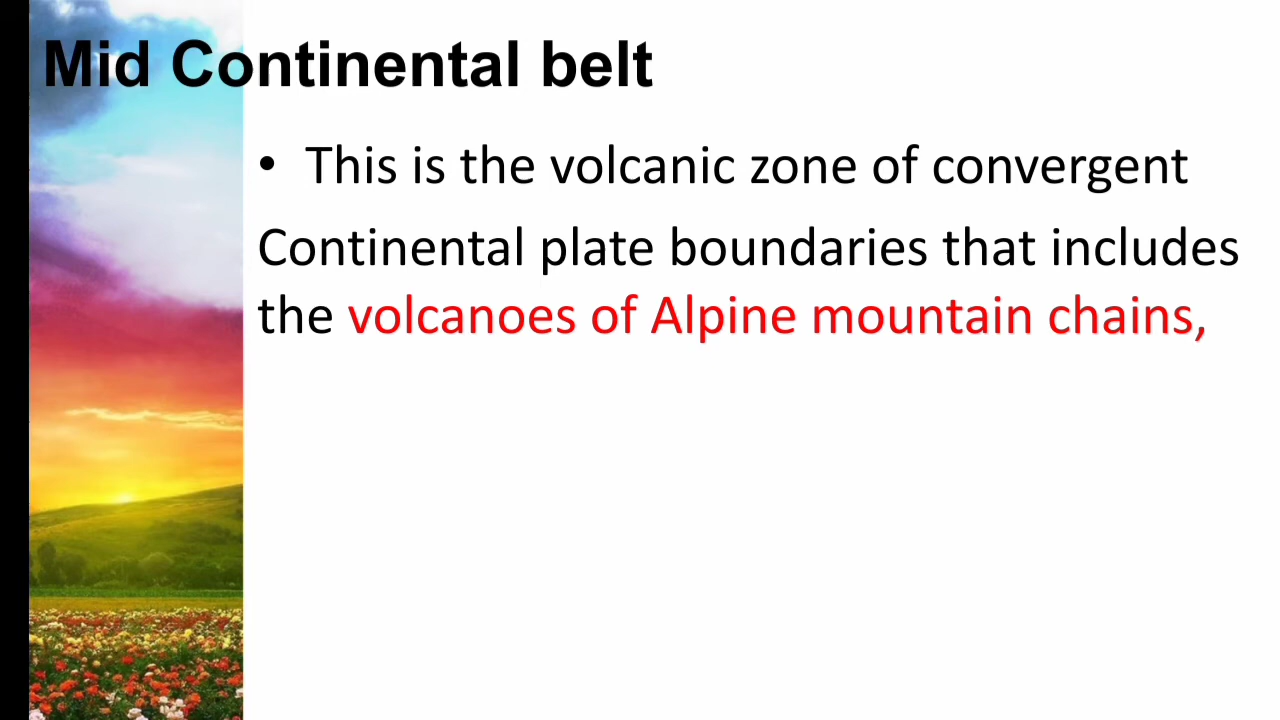 Mid Continental belt
• This is the volcanic zone of convergent
Continental plate boundaries that includes
the volcanoes of Alpine mountain chains,